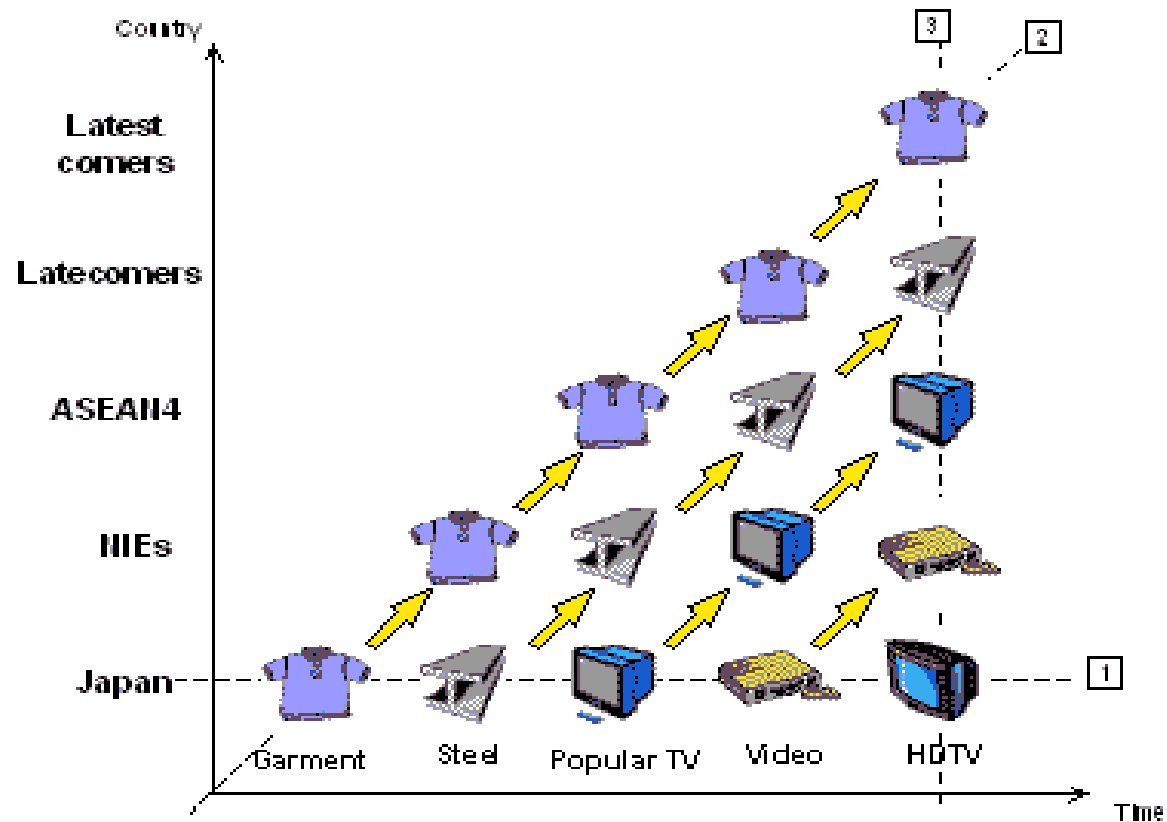 Country
3
2
Latest
comers
Latecomers
ASEAN4
NIEs
Japan
1
Garment
Steel
Popular TV
Video
HDTV
Time